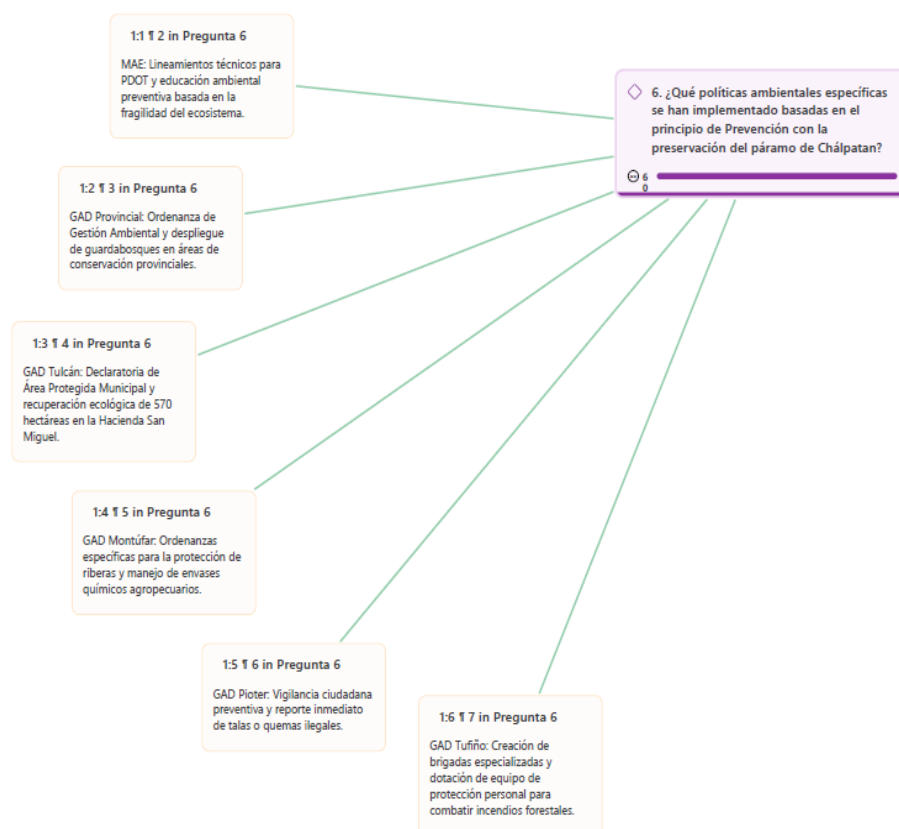 1:1 ¶ 2 in Pregunta 6
MAE: Lineamientos técnicos para
PDOT y educación ambiental
preventiva basada en la
fragilidad del ecosistema.
6. ¿Qué políticas ambientales específicas
se han implementado basadas en el
principio de Prevención con la
preservación del páramo de Chálpatan?
6
0
1:2 ¶ 3 in Pregunta 6
GAD Provincial: Ordenanza de
Gestión Ambiental y despliegue
de guardabosques en áreas de
conservación provinciales.
1:3 ¶ 4 in Pregunta 6
GAD Tulcán: Declaratoria de
Área Protegida Municipal y
recuperación ecológica de 570
hectáreas en la Hacienda San
Miguel.
1:4 ¶ 5 in Pregunta 6
GAD Montúfar: Ordenanzas
específicas para la protección de
riberas y manejo de envases
químicos agropecuarios.
1:5 ¶ 6 in Pregunta 6
GAD Pioter: Vigilancia ciudadana
preventiva y reporte inmediato
de talas o quemas ilegales.
1:6 ¶ 7 in Pregunta 6
GAD Tufiño: Creación de
brigadas especializadas y
dotación de equipo de
protección personal para
combatir incendios forestales.